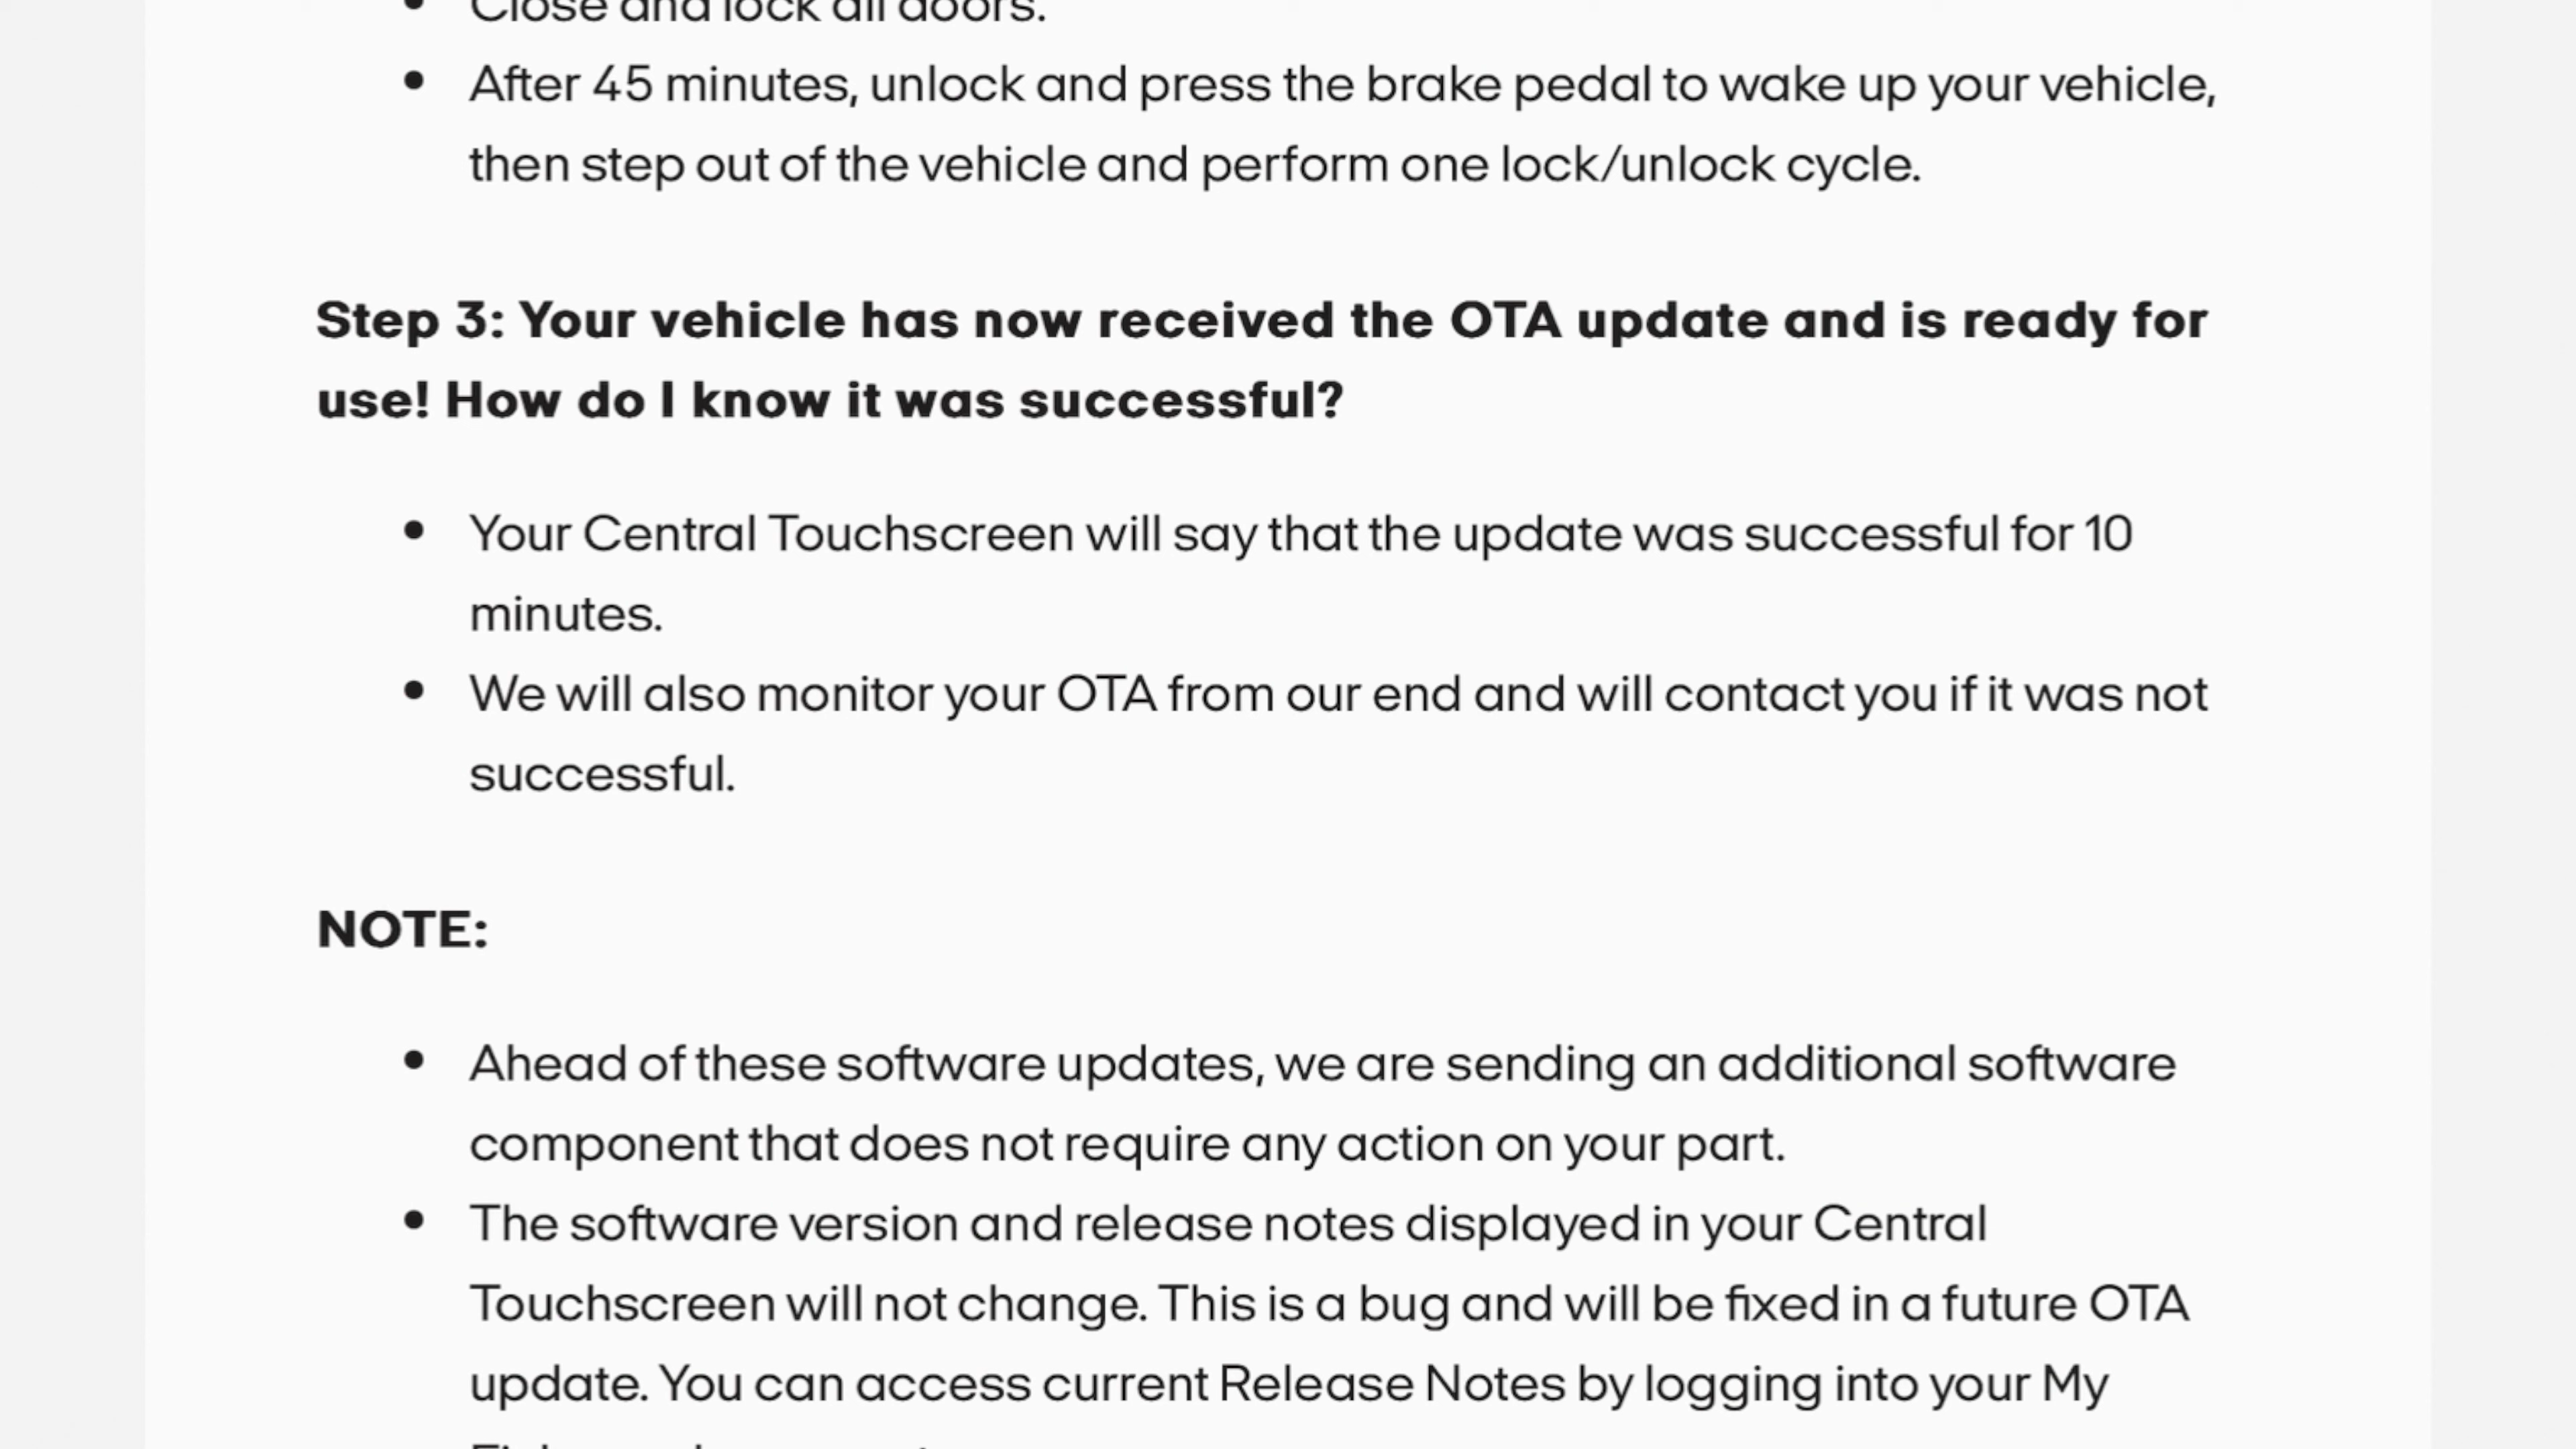 Close and lock all doors.
After 45 minutes, unlock and press the brake pedal to wake up your vehicle,
then step out of the vehicle and perform one lock/unlock cycle.
Step 3: Your vehicle has now received the OTA update and is ready for
use! How do I know it was successful?
Your Central Touchscreen will say that the update was successful for 10
minutes.
We will also monitor your OTA from our end and will contact you if it was not
successful.
NOTE:
Ahead of these software updates, we are sending an additional software
component that does not require any action on your part.
The software version and release notes displayed in your Central
Touchscreen will not change. This is a bug and will be fixed in a future OTA
update. You can access current Release Notes by logging into your My